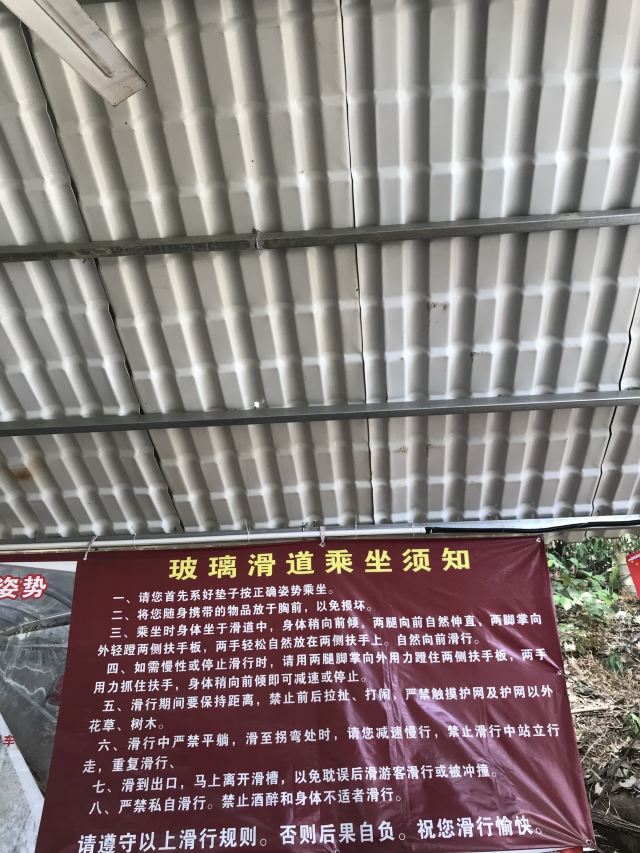 玻璃滑道乘坐须知
一、请您首先系好垫子按正确姿势乘坐。
二、将您随身携带的物品放于胸前，以免损坏。
三、乘坐时身体坐于滑道中，身体稍向前倾，两腿向前自然伸直，两脚掌向
外轻蹬两侧扶手板，两手轻松自然放在两侧扶手上。自然向前滑行。
四、如需慢性或停止滑行时，请用两腿脚掌向外用力蹬住两侧扶手板，两手
用力抓住扶手，身体稍向前倾即可减速或停止。
五、滑行期间要保持距离，禁止前后拉扯、打闹，严禁触摸护网及护网以外
花草、树木。
六、滑行中严禁平躺，滑至拐弯处时，请您减速慢行，禁止滑行中站立行
走，重复滑行、
七、滑到出口，马上离开滑槽，以免耽误后滑游客滑行或被冲撞。
八、严禁私自滑行。禁止酒醉和身体不适者滑行。
请遵守以上滑行规则。否则后果自负。祝您滑行愉快。
姿势
车